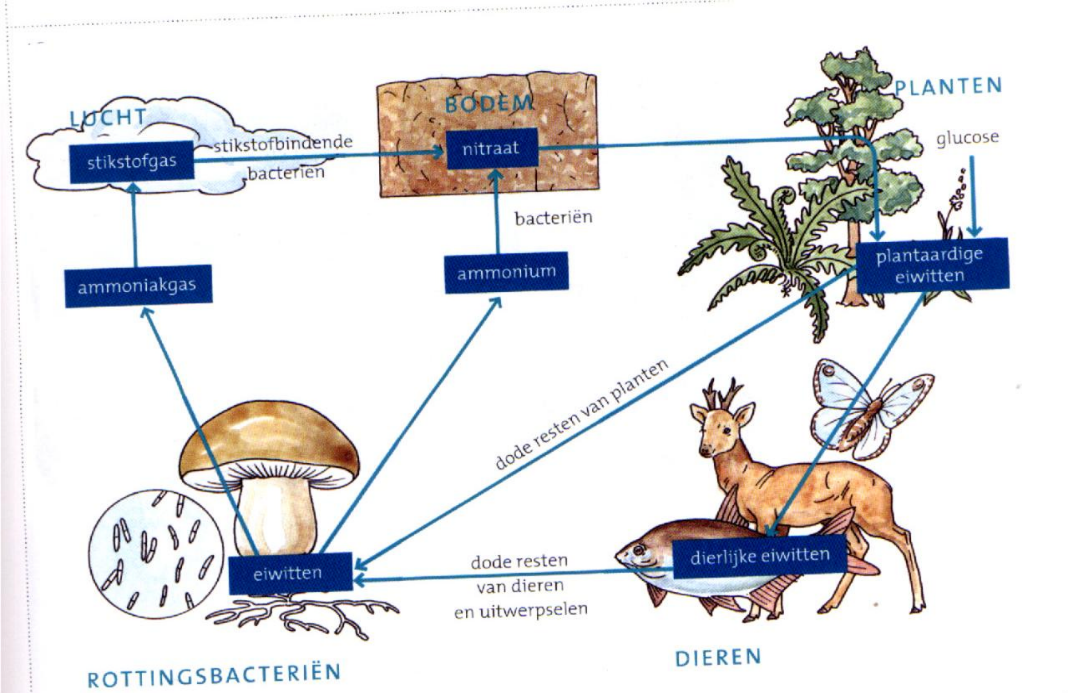 LUCHT
stikstofgas
stikstofbindende
bacteriën
BODEM
nitraat
PLANTEN
glucose
bacteriën
ammoniakgas
ammonium
plantaardige
eiwitten
dode resten van planten
eiwitten
dode resten
van dieren
en uitwerpselen
dierlijke eiwitten
ROTTINGSBACTERIËN
DIEREN